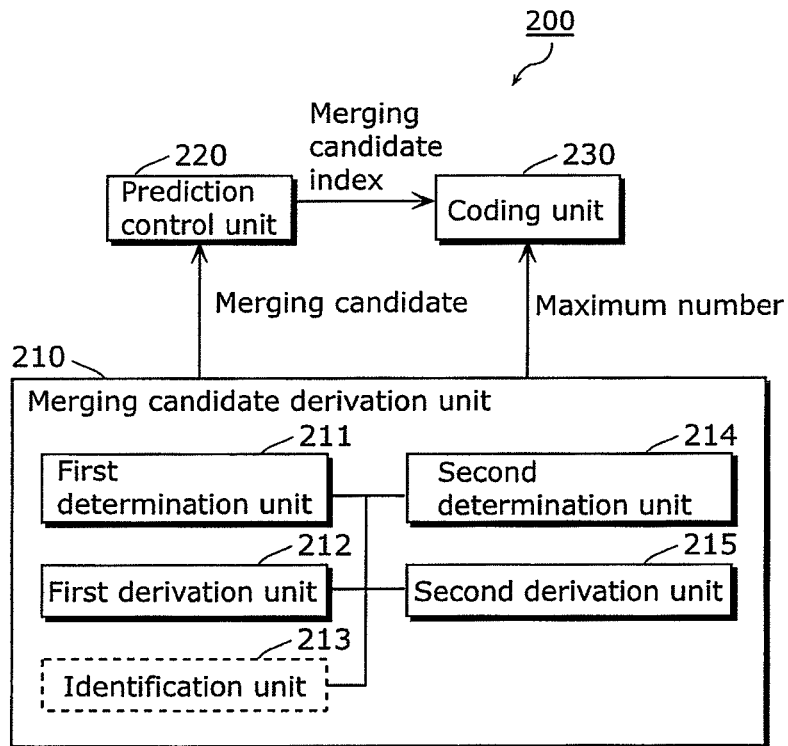 200
Merging
candidate
index
220
230
Prediction
control unit
Coding unit
Merging candidate
Maximum number
210
Merging candidate derivation unit
211
214
First
determination unit
Second
determination unit
212
215
First derivation unit
Second derivation unit
213
Identification unit